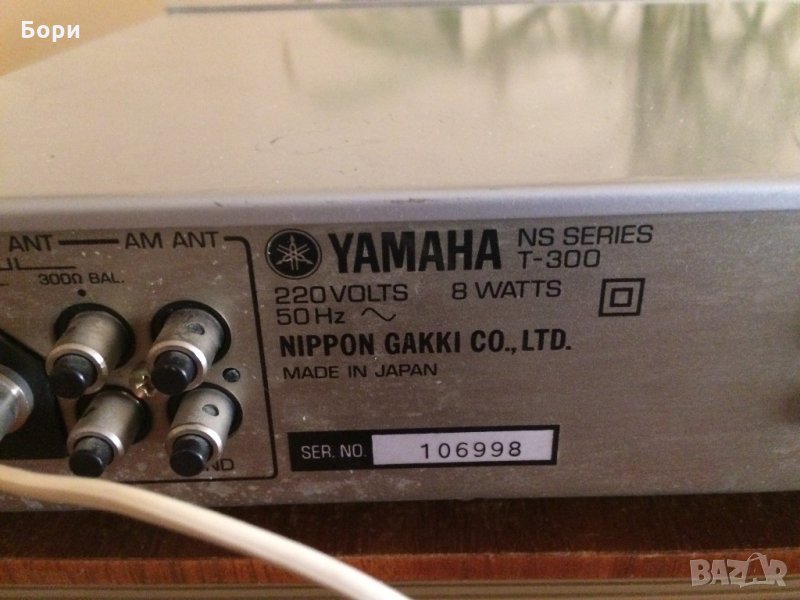 Бори
ANT AM ANT
300Ω BAL.
YAMAHA NS SERIES
T-300
220 VOLTS 8 WATTS
50 Hz ~
NIPPON GAKKI CO., LTD.
MADE IN JAPAN
SER. NO. 106998
BAZAR